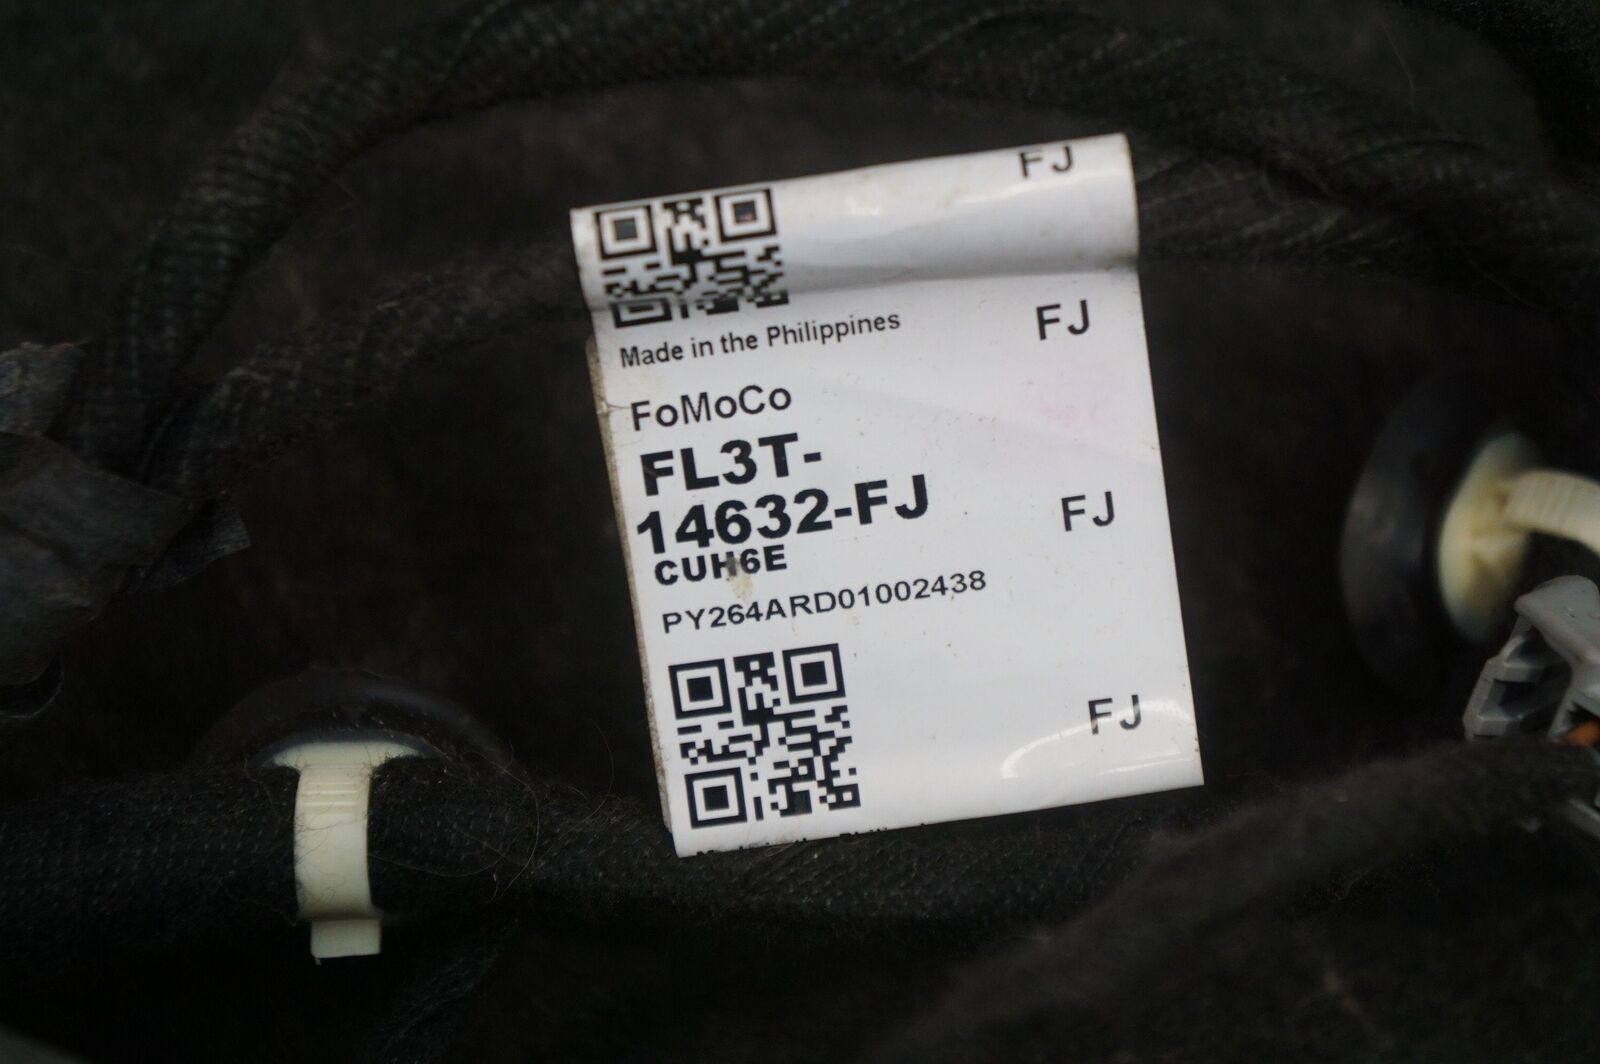 FJ
Made in the Philippines
FJ
FoMoCo
FL3T-
14632-FJ
FJ
CUH6E
PY264ARD01002438
FJ